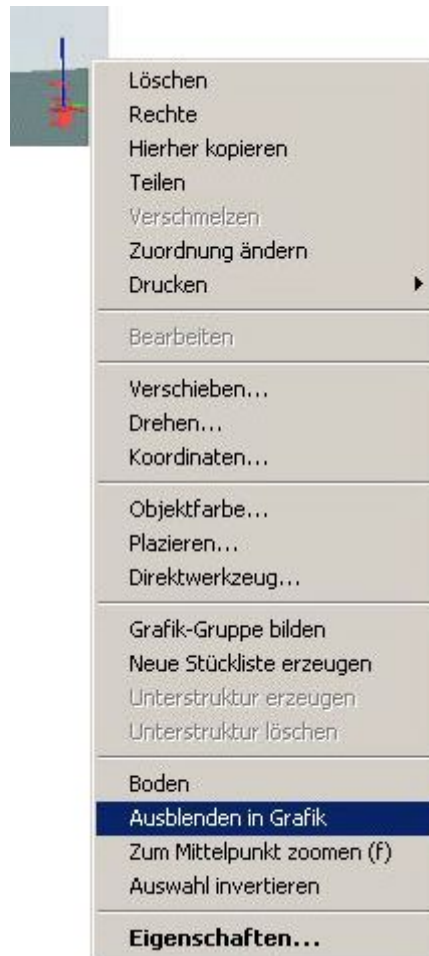 Löschen
Rechte
Hierher kopieren
Teilen
Verschmelzen
Zuordnung ändern
Drucken
Bearbeiten
Verschieben...
Drehen...
Koordinaten...
Objektfarbe...
Plazieren...
Direktwerkzeug...
Grafik-Gruppe bilden
Neue Stückliste erzeugen
Unterstruktur erzeugen
Unterstruktur löschen
Boden
Ausblenden in Grafik
Zum Mittelpunkt zoomen (f)
Auswahl invertieren
Eigenschaften...